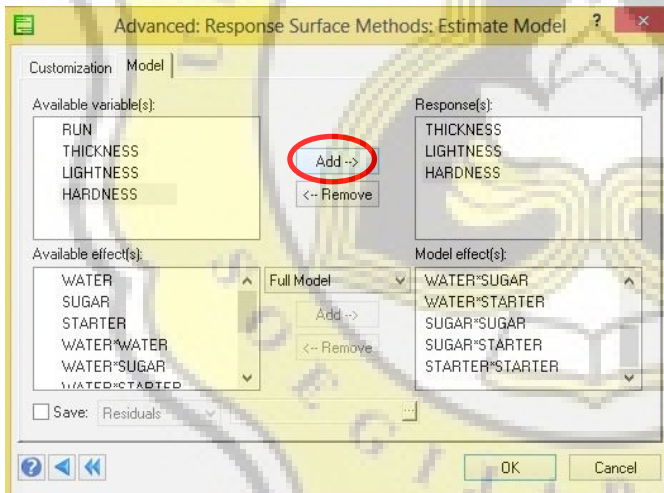 Advanced: Response Surface Methods: Estimate Model ? ×
Customization Model
Available variable(s): Response(s):
RUN THICKNESS
THICKNESS LIGHTNESS
LIGHTNESS HARDNESS
HARDNESS
Add -->
<-- Remove
Available effect(s): Model effect(s):
WATER Full Model WATER*SUGAR
SUGAR WATER*STARTER
STARTER Add --> SUGAR*SUGAR
WATER*WATER <-- Remove SUGAR*STARTER
WATER*SUGAR STARTER*STARTER
WATER*STARTER
Save: Residuals ...
? OK Cancel